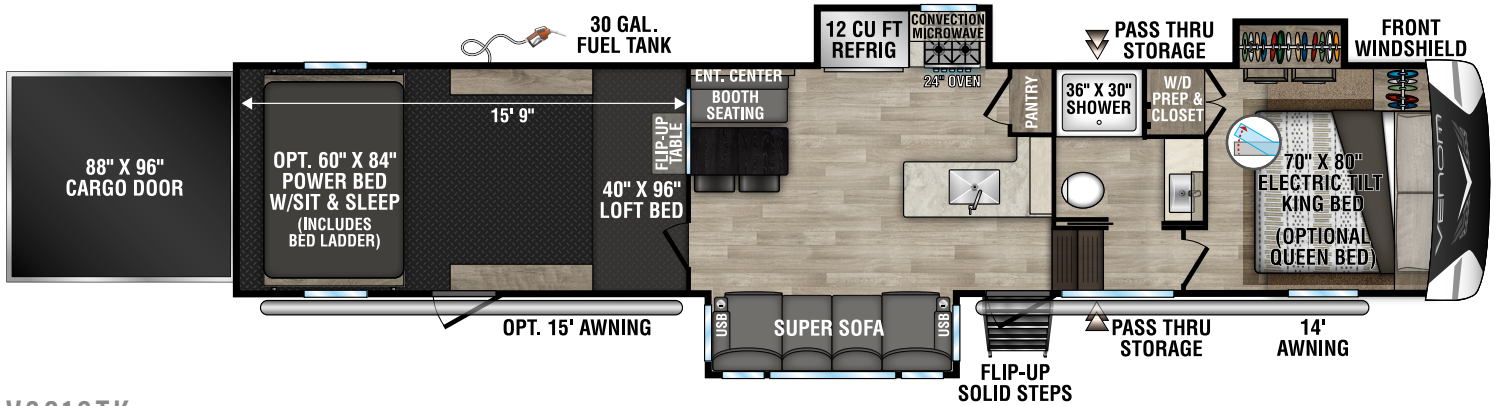 30 GAL.
FUEL TANK
12 CU FT
REFRIG
CONVECTION
MICROWAVE
24" OVEN
PASS THRU
STORAGE
FRONT
WINDSHIELD
88" X 96"
CARGO DOOR
15' 9"
OPT. 60" X 84"
POWER BED
W/SIT & SLEEP
(INCLUDES
BED LADDER)
ENT. CENTER
BOOTH
SEATING
FLIP-UP
TABLE
40" X 96"
LOFT BED
PANTRY
36" X 30"
SHOWER
W/D
PREP &
CLOSET
70" X 80"
ELECTRIC TILT
KING BED
(OPTIONAL
QUEEN BED)
VENOM
OPT. 15' AWNING
USB
SUPER SOFA
USB
FLIP-UP
SOLID STEPS
PASS THRU
STORAGE
14'
AWNING